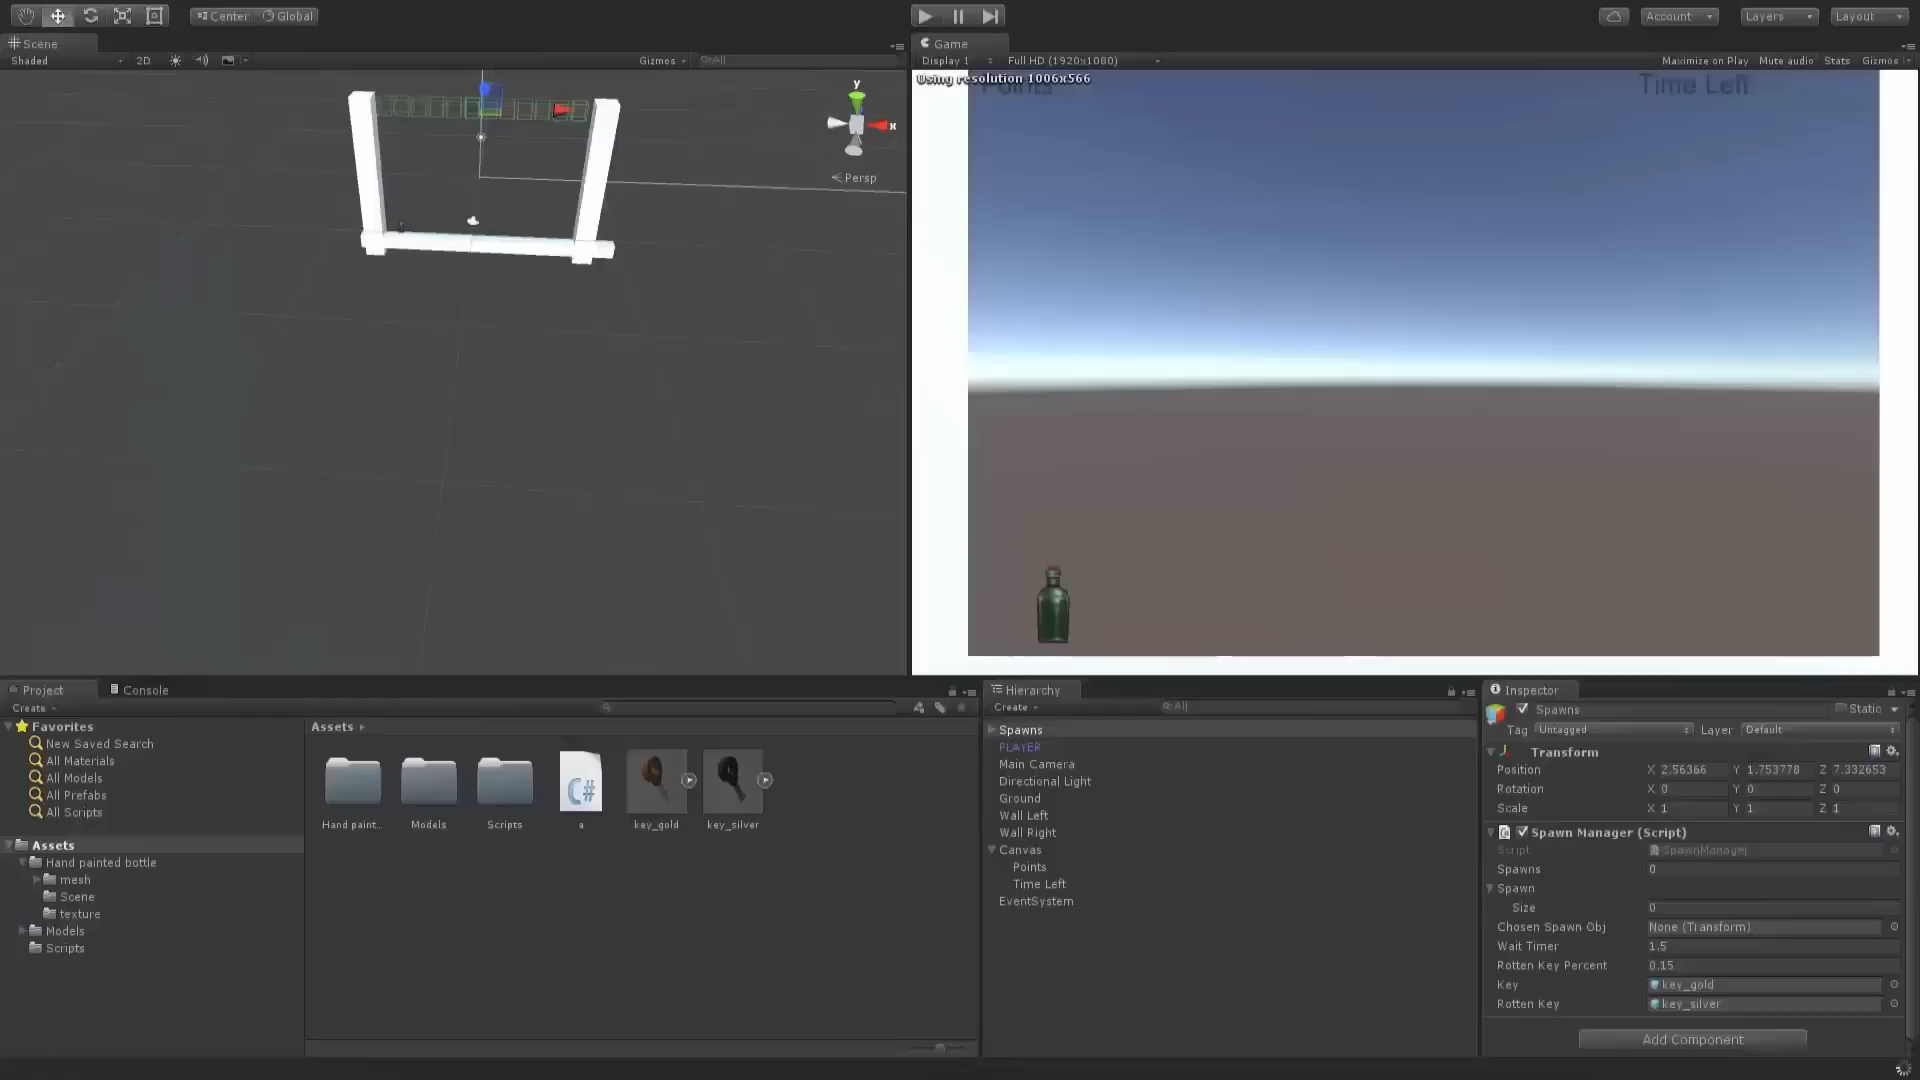 Center Global
Account Layers Layout
Scene
Shaded 2D Gizmos All
y
x
Persp
Game
Display 1 Full HD (1920x1080) Maximize on Play Mute audio Stats Gizmos
Using resolution 1006x566
Points Time Left
Project Console
Create
Favorites
New Saved Search
All Materials
All Models
All Prefabs
All Scripts
Assets
Hand painted bottle
mesh
Scene
texture
Models
Scripts
Assets
C#
Hand paint.. Models Scripts a key_gold key_silver
Hierarchy
Create All
Spawns
PLAYER
Main Camera
Directional Light
Ground
Wall Left
Wall Right
Canvas
Points
Time Left
EventSystem
Inspector
Spawns Static
Tag Untagged Layer Default
Transform
Position X 2.56366 Y 1.753778 Z 7.332653
Rotation X 0 Y 0 Z 0
Scale X 1 Y 1 Z 1
Spawn Manager (Script)
Script SpawnManager
Spawns 0
Spawn
Size 0
Chosen Spawn Obj None (Transform)
Wait Timer 1.5
Rotten Key Percent 0.15
Key key_gold
Rotten Key key_silver
Add Component